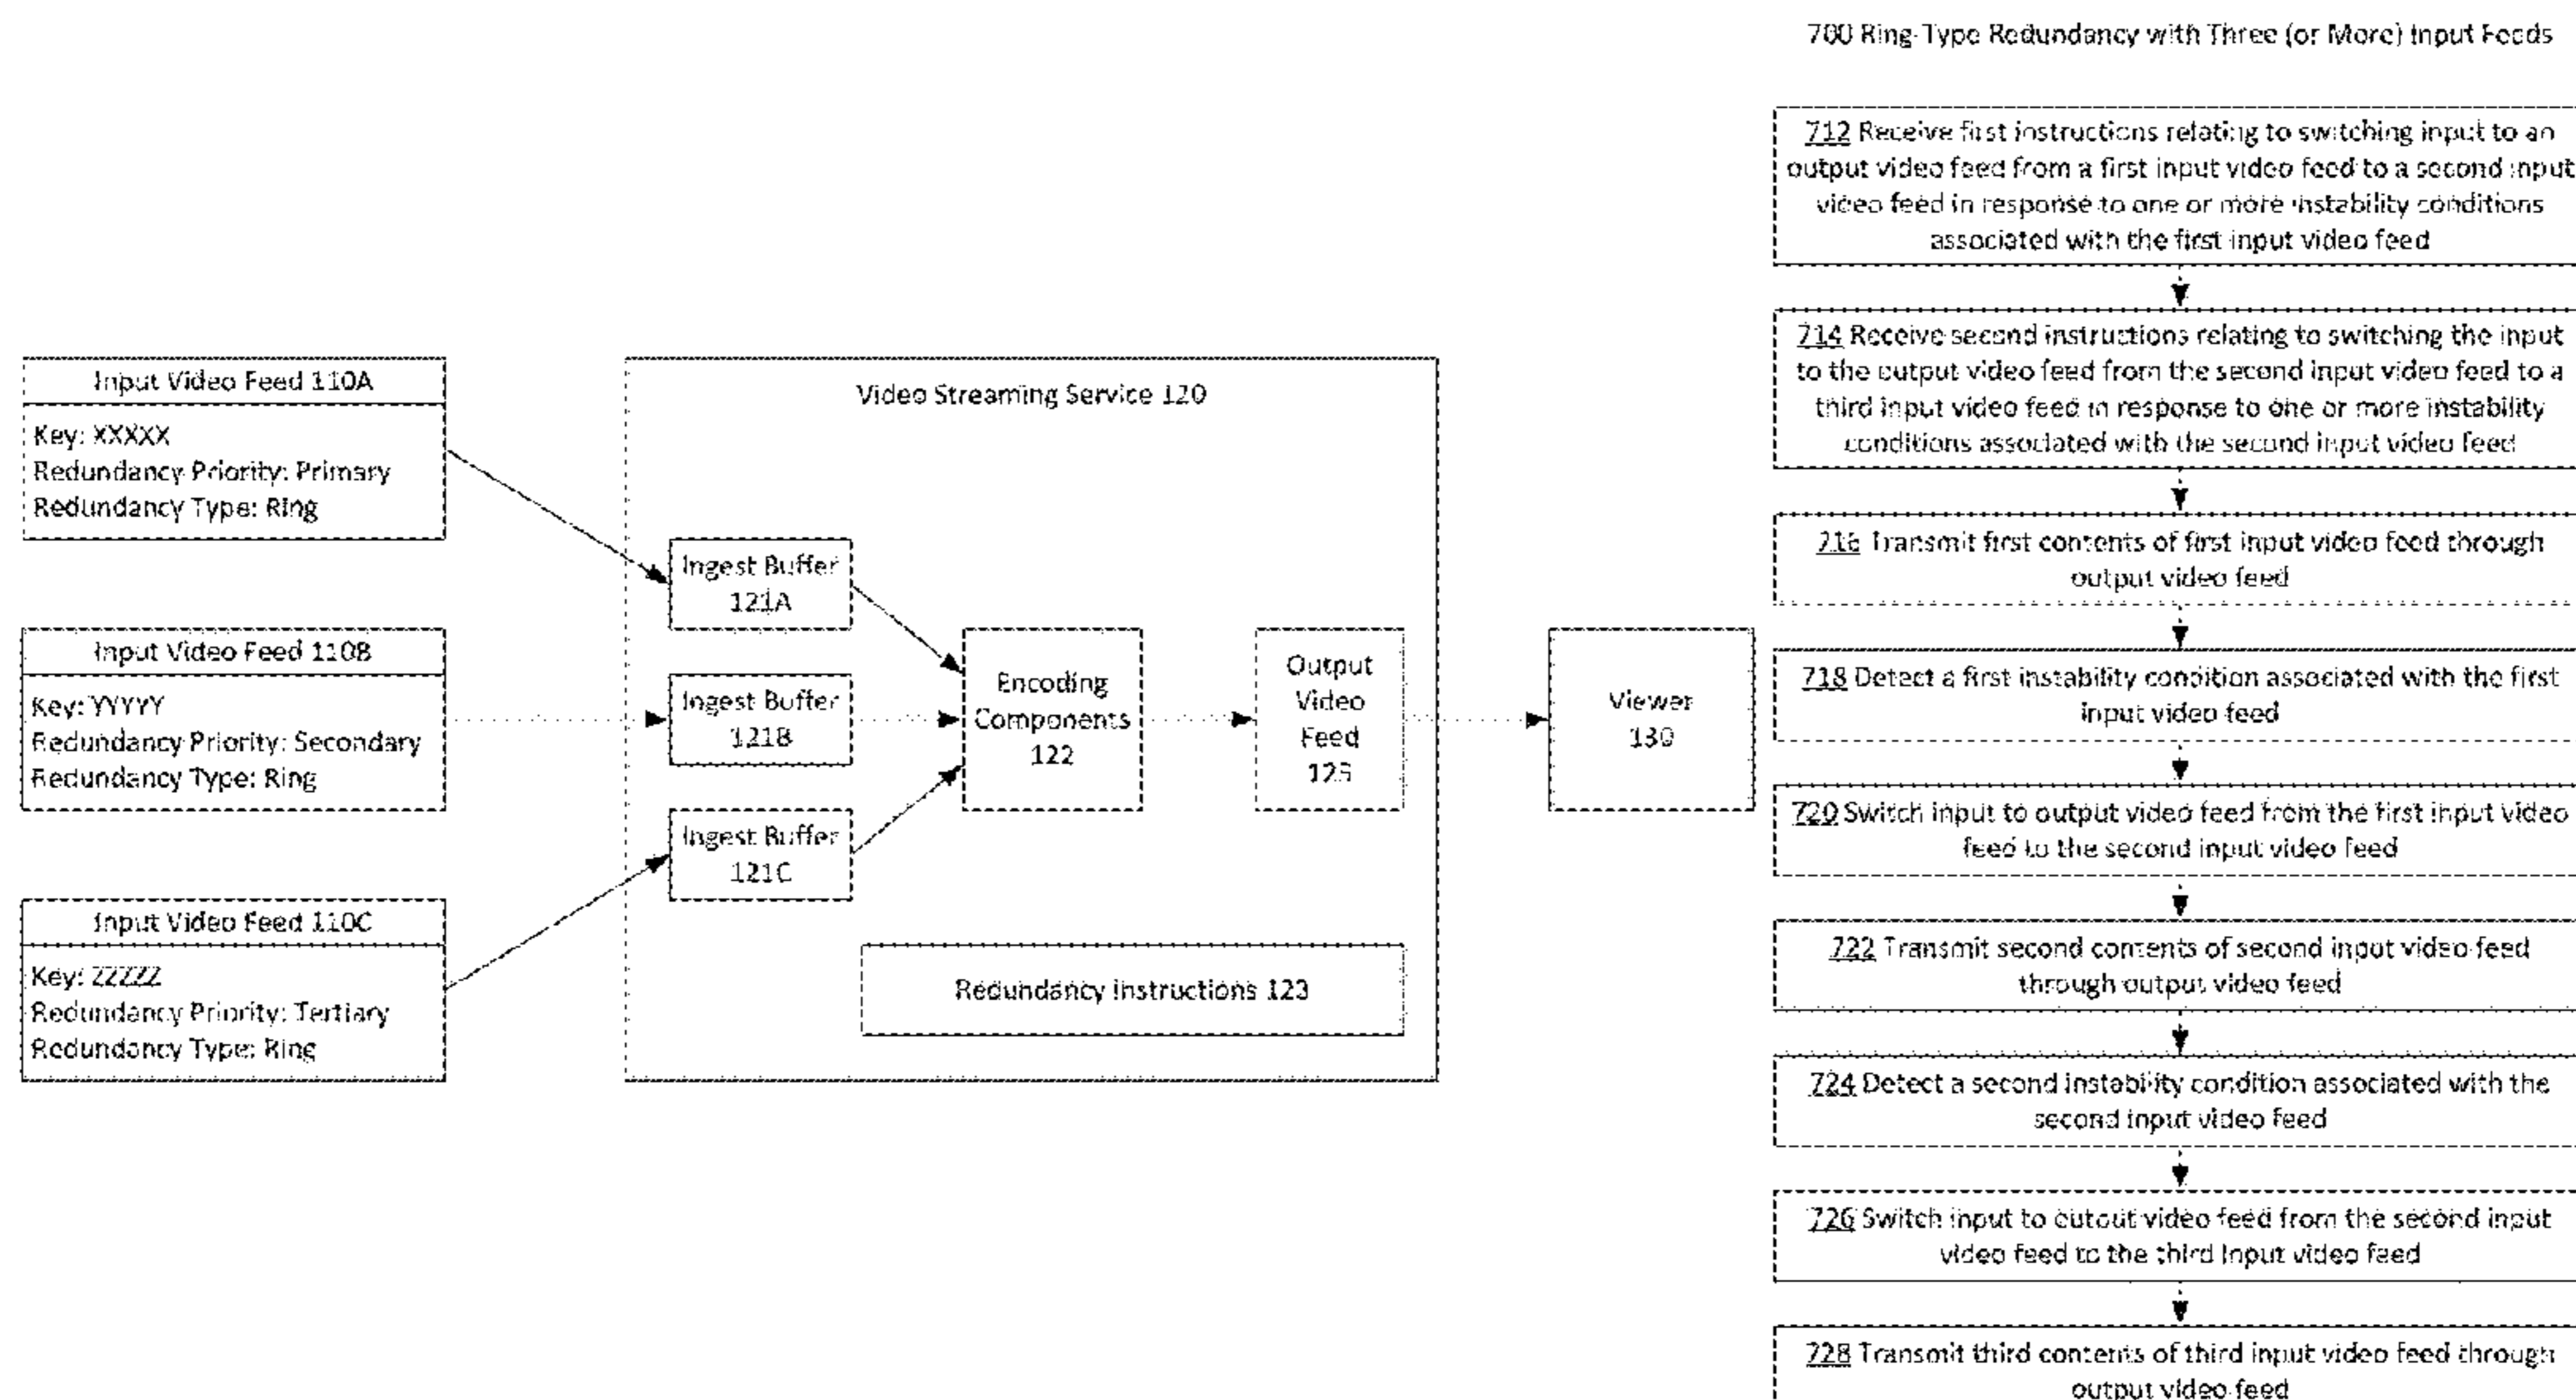 700 Ring-Type Redundancy with Three (or More) Input Feeds
Input Video Feed 110A
Key: XXXXX
Redundancy Priority: Primary
Redundancy Type: Ring
Input Video Feed 110B
Key: YYYYY
Redundancy Priority: Secondary
Redundancy Type: Ring
Input Video Feed 110C
Key: ZZZZZ
Redundancy Priority: Tertiary
Redundancy Type: Ring
Video Streaming Service 120
Ingest Buffer
121A
Ingest Buffer
121B
Ingest Buffer
121C
Encoding
Components
122
Output
Video
Feed
125
Redundancy Instructions 123
Viewer
130
712 Receive first instructions relating to switching input to an
output video feed from a first input video feed to a second input
video feed in response to one or more instability conditions
associated with the first input video feed
714 Receive second instructions relating to switching the input
to the output video feed from the second input video feed to a
third input video feed in response to one or more instability
conditions associated with the second input video feed
716 Transmit first contents of first input video feed through
output video feed
718 Detect a first instability condition associated with the first
input video feed
720 Switch input to output video feed from the first input video
feed to the second input video feed
722 Transmit second contents of second input video feed
through output video feed
724 Detect a second instability condition associated with the
second input video feed
726 Switch input to output video feed from the second input
video feed to the third input video feed
728 Transmit third contents of third input video feed through
output video feed